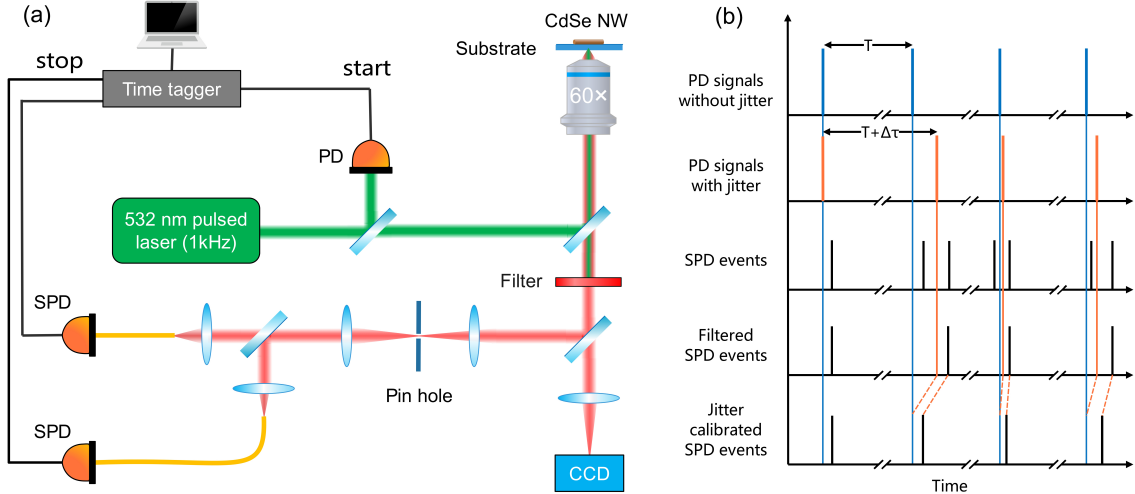 (a)
CdSe NW
Substrate
stop
start
Time tagger
60×
PD
532 nm pulsed
laser (1kHz)
Filter
SPD
Pin hole
SPD
CCD
(b)
T
PD signals
without jitter
T+Δτ
PD signals
with jitter
SPD events
Filtered
SPD events
Jitter
calibrated
SPD events
Time